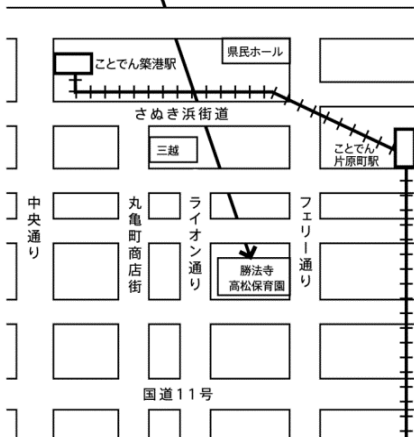 県民ホール
ことでん築港駅
さぬき浜街道
三越
ことでん
片原町駅
中央通り
丸亀町商店街
ライオン通り
フェリー通り
勝法寺
高松保育園
国道11号